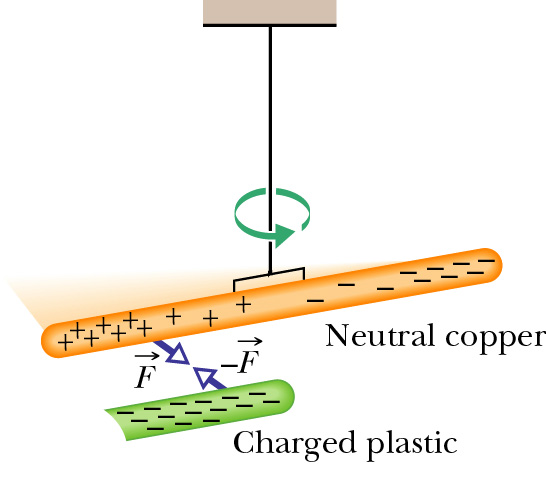 Neutral copper
F⃗
−F⃗
Charged plastic